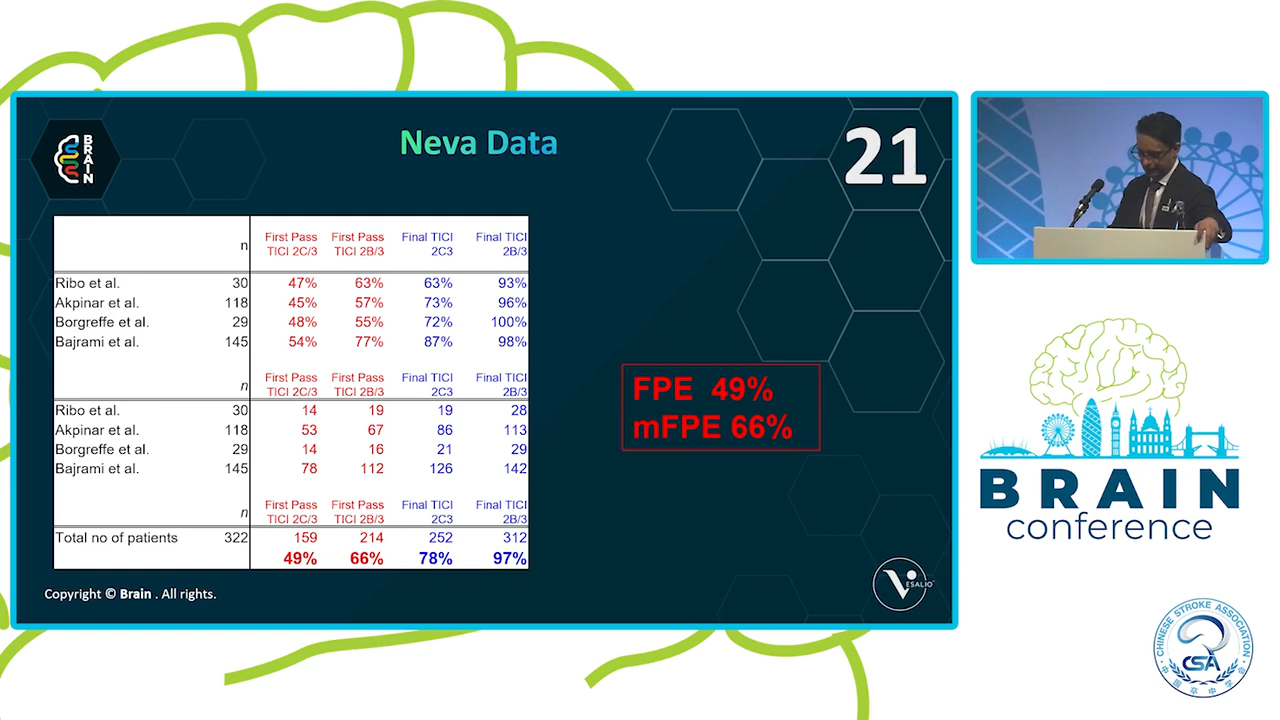 BRAIN
Neva Data
21
n First Pass TICI 2C/3 First Pass TICI 2B/3 Final TICI 2C3 Final TICI 2B/3
Ribo et al. 30 47% 63% 63% 93%
Akpinar et al. 118 45% 57% 73% 96%
Borgreffe et al. 29 48% 55% 72% 100%
Bajrami et al. 145 54% 77% 87% 98%
n First Pass TICI 2C/3 First Pass TICI 2B/3 Final TICI 2C3 Final TICI 2B/3
Ribo et al. 30 14 19 19 28
Akpinar et al. 118 53 67 86 113
Borgreffe et al. 29 14 16 21 29
Bajrami et al. 145 78 112 126 142
n First Pass TICI 2C/3 First Pass TICI 2B/3 Final TICI 2C3 Final TICI 2B/3
Total no of patients 322 159 214 252 312
49% 66% 78% 97%
FPE 49%
mFPE 66%
Copyright © Brain . All rights.
VESALIO
BRAIN
conference
CHINESE STROKE ASSOCIATION
CSA
中国卒中学会